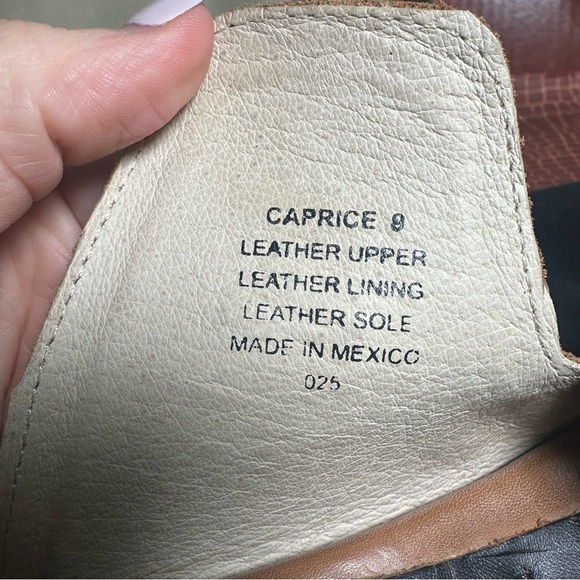 CAPRICE 9
LEATHER UPPER
LEATHER LINING
LEATHER SOLE
MADE IN MEXICO
025